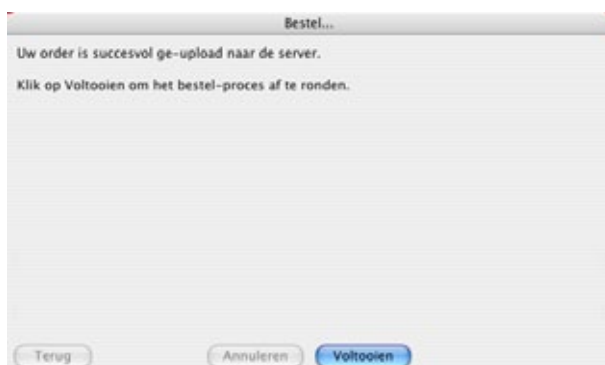 Bestel...
Uw order is succesvol ge-upload naar de server.
Klik op Voltooien om het bestel-proces af te ronden.
Terug
Annuleren
Voltooien